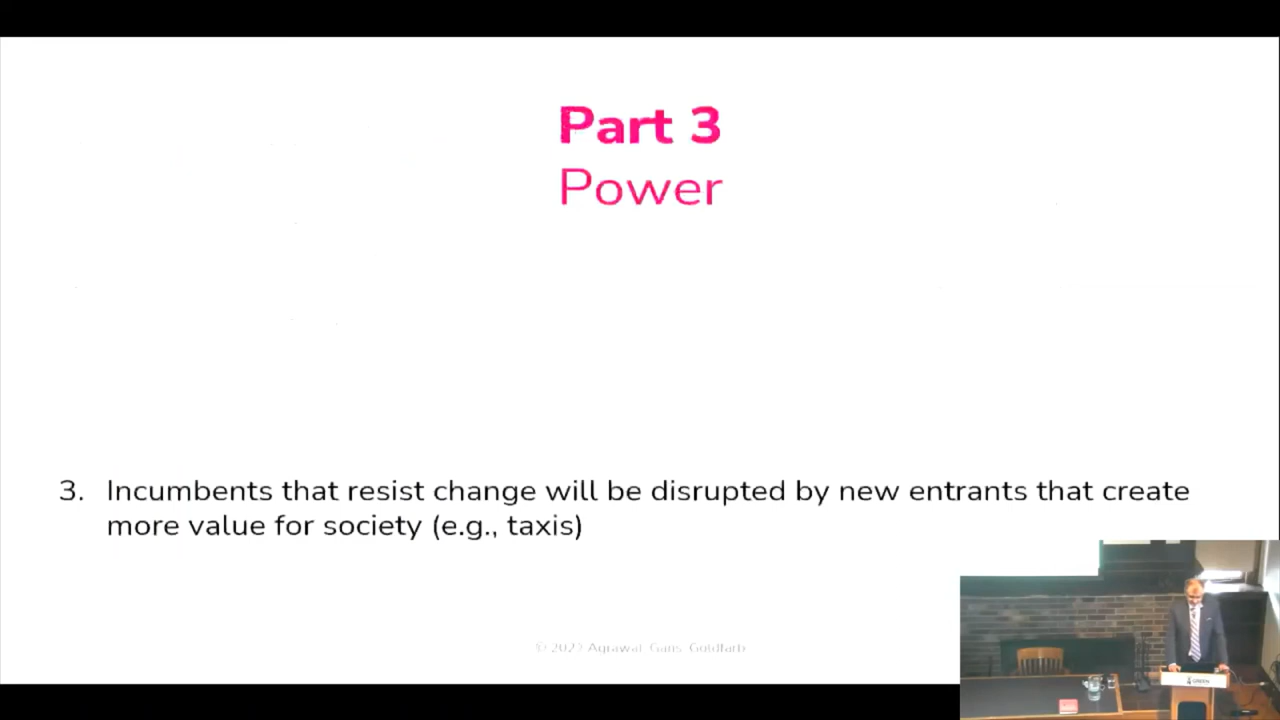 Part 3
Power
3. Incumbents that resist change will be disrupted by new entrants that create
more value for society (e.g., taxis)
© 2022 Agrawal, Gans, Goldfarb
GREEN